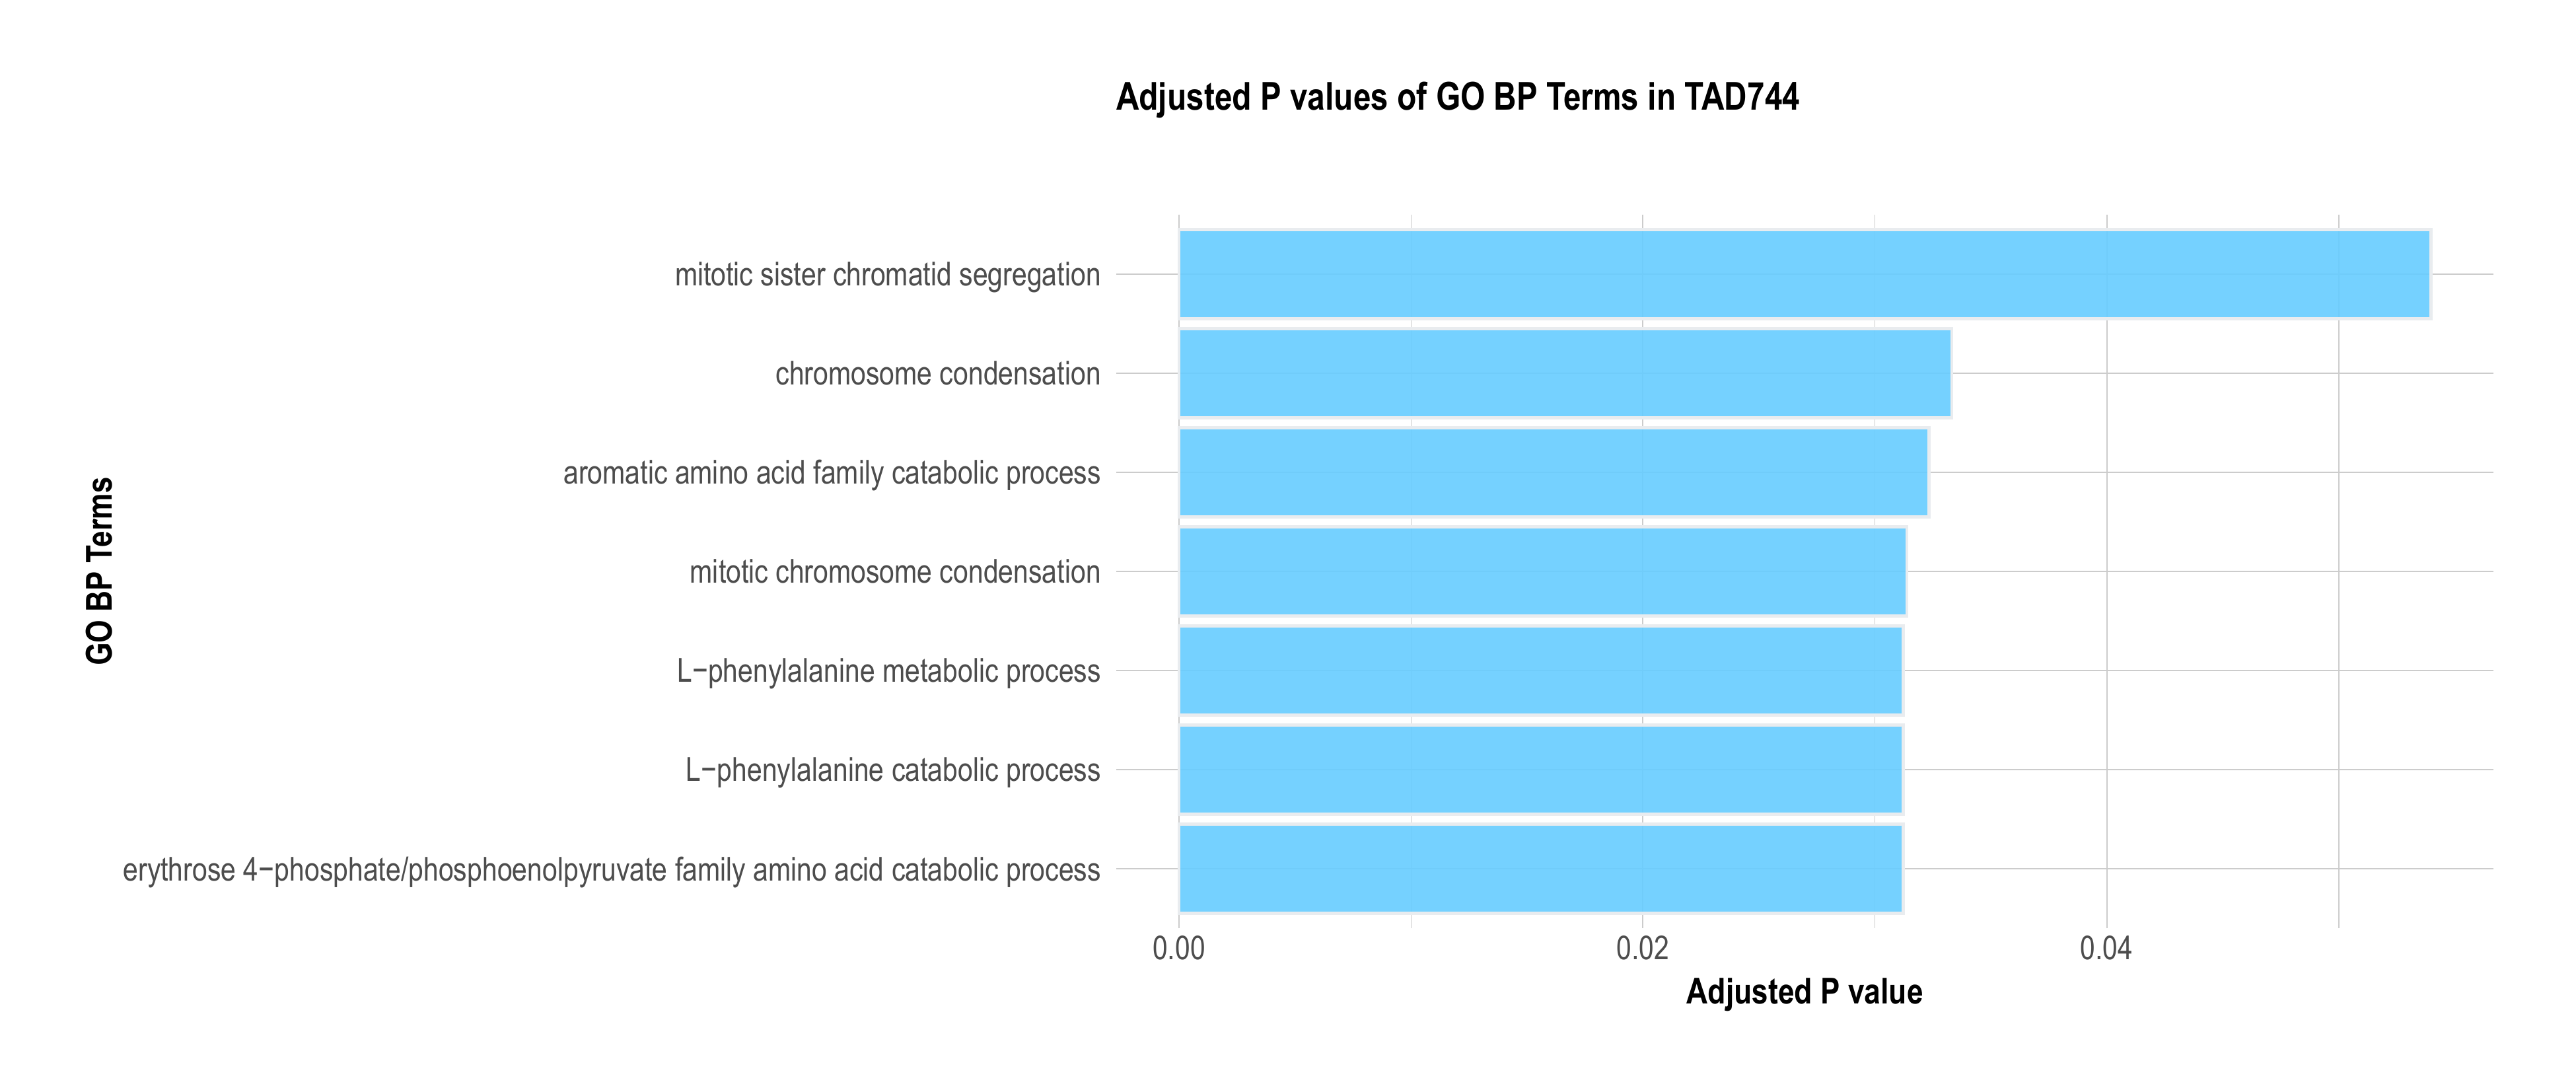 Adjusted P values of GO BP Terms in TAD744
GO BP Terms
mitotic sister chromatid segregation
chromosome condensation
aromatic amino acid family catabolic process
mitotic chromosome condensation
L−phenylalanine metabolic process
L−phenylalanine catabolic process
erythrose 4−phosphate/phosphoenolpyruvate family amino acid catabolic process
0.00 0.02 0.04
Adjusted P value